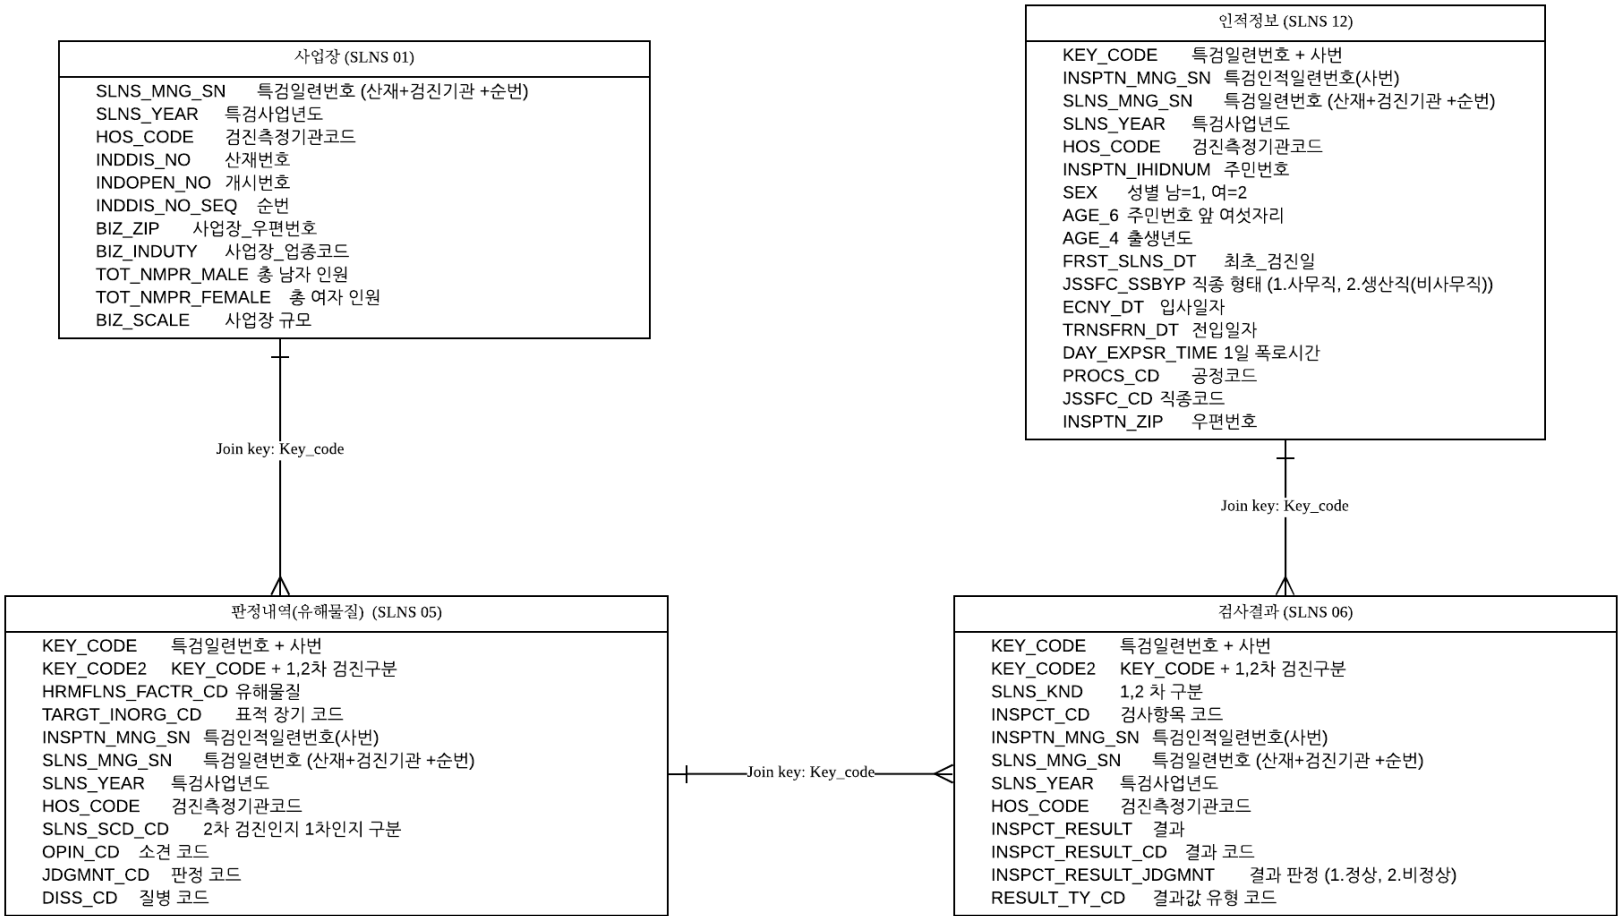 사업장 (SLNS 01)
SLNS_MNG_SN 특검일련번호 (산재+검진기관 +순번)
SLNS_YEAR 특검사업년도
HOS_CODE 검진측정기관코드
INDDIS_NO 산재번호
INDOPEN_NO 개시번호
INDDIS_NO_SEQ 순번
BIZ_ZIP 사업장_우편번호
BIZ_INDUTY 사업장_업종코드
TOT_NMPR_MALE 총 남자 인원
TOT_NMPR_FEMALE 총 여자 인원
BIZ_SCALE 사업장 규모
인적정보 (SLNS 12)
KEY_CODE 특검일련번호 + 사번
INSPTN_MNG_SN 특검인적일련번호(사번)
SLNS_MNG_SN 특검일련번호 (산재+검진기관 +순번)
SLNS_YEAR 특검사업년도
HOS_CODE 검진측정기관코드
INSPTN_IHIDNUM 주민번호
SEX 성별 남=1, 여=2
AGE_6 주민번호 앞 여섯자리
AGE_4 출생년도
FRST_SLNS_DT 최초_검진일
JSSFC_SSBYP 직종 형태 (1.사무직, 2.생산직(비사무직))
ECNY_DT 입사일자
TRNSFRN_DT 전입일자
DAY_EXPSR_TIME 1일 폭로시간
PROCS_CD 공정코드
JSSFC_CD 직종코드
INSPTN_ZIP 우편번호
Join key: Key_code
Join key: Key_code
판정내역(유해물질) (SLNS 05)
KEY_CODE 특검일련번호 + 사번
KEY_CODE2 KEY_CODE + 1,2차 검진구분
HRMFLNS_FACTR_CD 유해물질
TARGT_INORG_CD 표적 장기 코드
INSPTN_MNG_SN 특검인적일련번호(사번)
SLNS_MNG_SN 특검일련번호 (산재+검진기관 +순번)
SLNS_YEAR 특검사업년도
HOS_CODE 검진측정기관코드
SLNS_SCD_CD 2차 검진인지 1차인지 구분
OPIN_CD 소견 코드
JDGMNT_CD 판정 코드
DISS_CD 질병 코드
Join key: Key_code
검사결과 (SLNS 06)
KEY_CODE 특검일련번호 + 사번
KEY_CODE2 KEY_CODE + 1,2차 검진구분
SLNS_KND 1,2 차 구분
INSPCT_CD 검사항목 코드
INSPTN_MNG_SN 특검인적일련번호(사번)
SLNS_MNG_SN 특검일련번호 (산재+검진기관 +순번)
SLNS_YEAR 특검사업년도
HOS_CODE 검진측정기관코드
INSPCT_RESULT 결과
INSPCT_RESULT_CD 결과 코드
INSPCT_RESULT_JDGMNT 결과 판정 (1.정상, 2.비정상)
RESULT_TY_CD 결과값 유형 코드